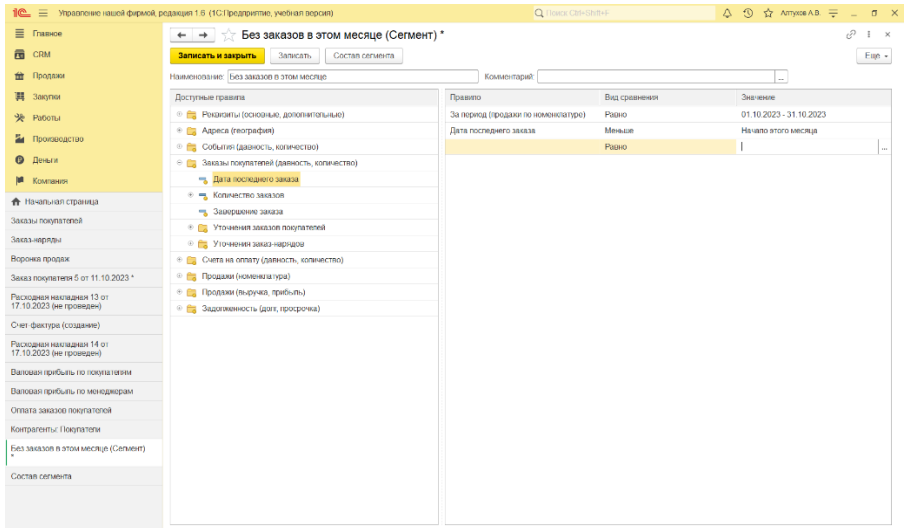 1С Управление нашей фирмой, редакция 1.6 (1С:Предприятие, учебная версия)
Поиск Ctrl+Shift+F
Алтухов А.В.
Главное
CRM
Продажи
Закупки
Работы
Производство
Деньги
Компания
Начальная страница
Заказы покупателей
Заказ-наряды
Воронка продаж
Заказ покупателя 5 от 11.10.2023 *
Расходная накладная 13 от
17.10.2023 (не проведен)
Счет-фактура (создание)
Расходная накладная 14 от
17.10.2023 (не проведен)
Валовая прибыль по покупателям
Валовая прибыль по менеджерам
Оплата заказов покупателей
Контрагенты: Покупатели
Без заказов в этом месяце (Сегмент)
*
Состав сегмента
Без заказов в этом месяце (Сегмент) *
Записать и закрыть
Записать
Состав сегмента
Еще
Наименование: Без заказов в этом месяце
Комментарий:
...
Доступные правила
Реквизиты (основные, дополнительные)
Адреса (география)
События (давность, количество)
Заказы покупателей (давность, количество)
Дата последнего заказа
Количество заказов
Завершение заказа
Уточнения заказов покупателей
Уточнения заказ-нарядов
Счета на оплату (давность, количество)
Продажи (номенклатура)
Продажи (выручка, прибыль)
Задолженность (долг, просрочка)
Правило Вид сравнения Значение
За период (продажи по номенклатуре) Равно 01.10.2023 - 31.10.2023
Дата последнего заказа Меньше Начало этого месяца
Равно ...